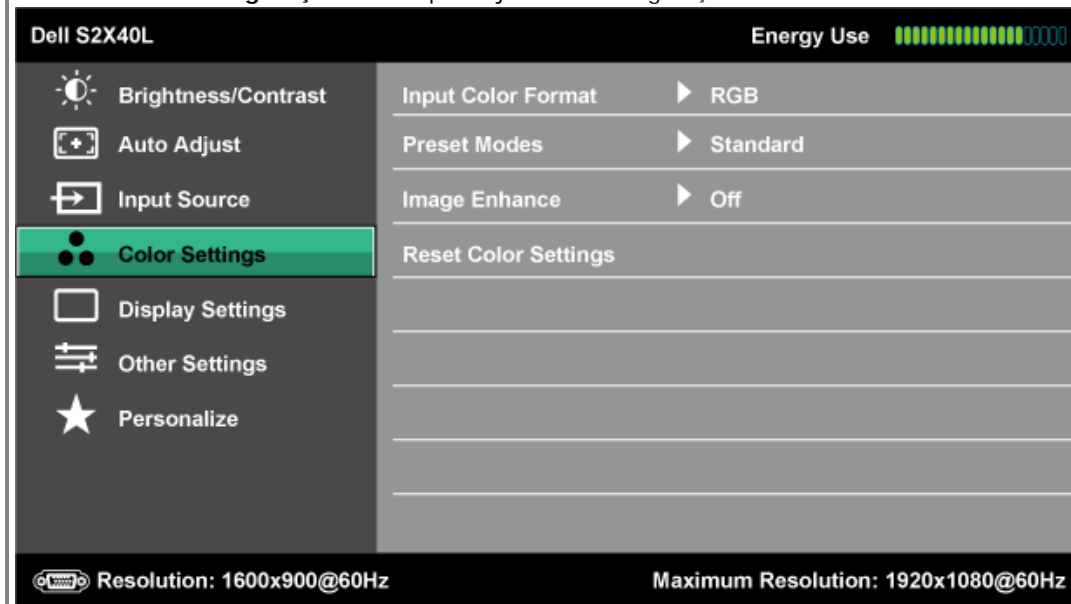 Dell S2X40L Energy Use
Brightness/Contrast
Auto Adjust
Input Source
Color Settings
Display Settings
Other Settings
Personalize
Input Color Format RGB
Preset Modes Standard
Image Enhance Off
Reset Color Settings
Resolution: 1600x900@60Hz Maximum Resolution: 1920x1080@60Hz